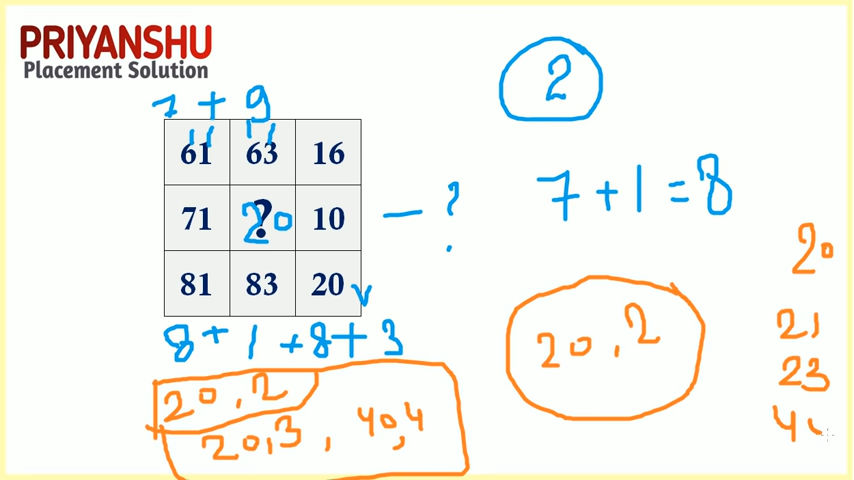 PRIYANSHU
Placement Solution
7 + 9
2
61 63 16
71 ? 20 10 — ?
7 + 1 = 8
81 83 20
8 + 1 + 8 + 3
20, 2
20, 2
20,3, 40,4
20
21
23